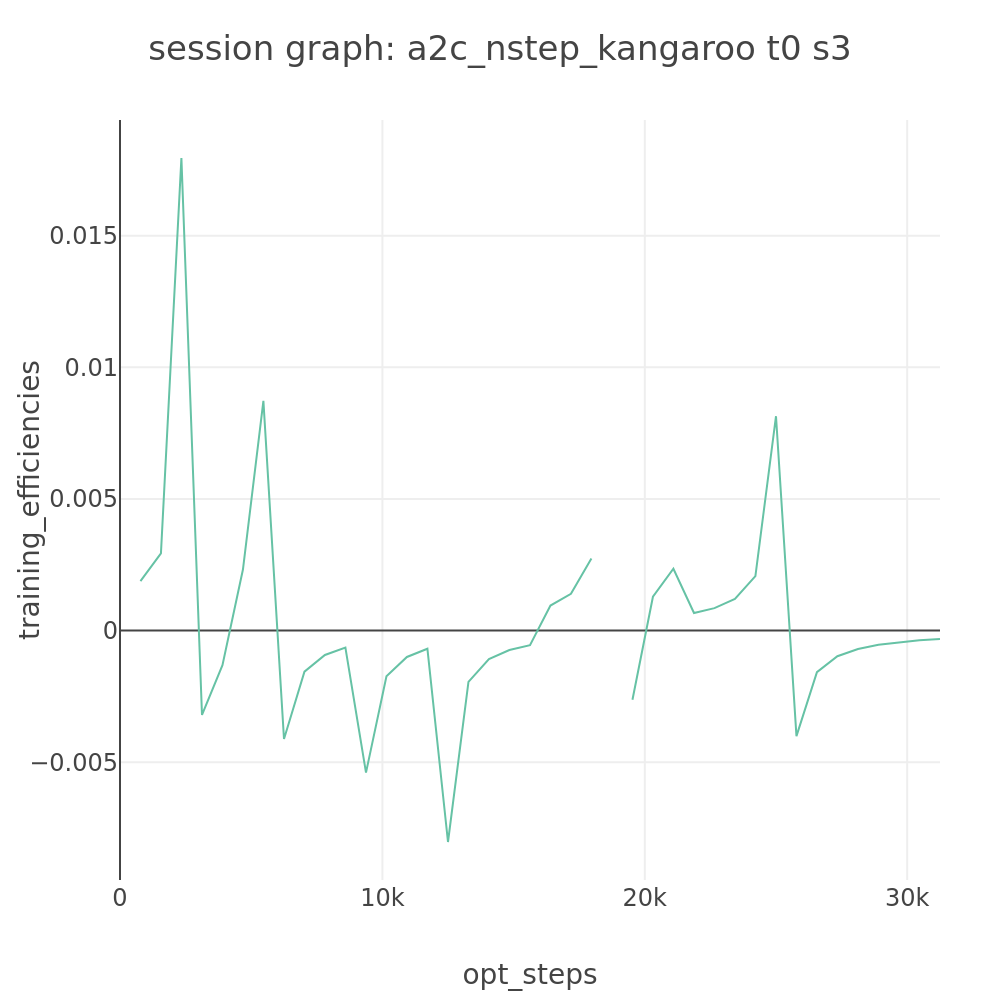 session graph: a2c_nstep_kangaroo t0 s3
training_efficiencies
0.015
0.01
0.005
0
−0.005
0
10k
20k
30k
opt_steps